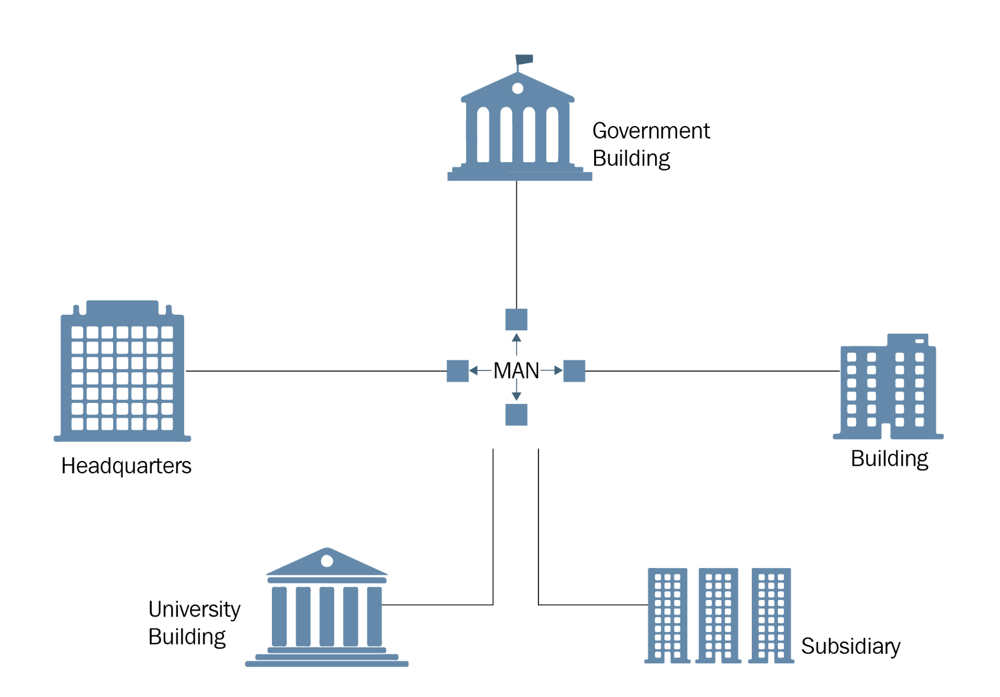 Government
Building
MAN
Headquarters
Building
University
Building
Subsidiary